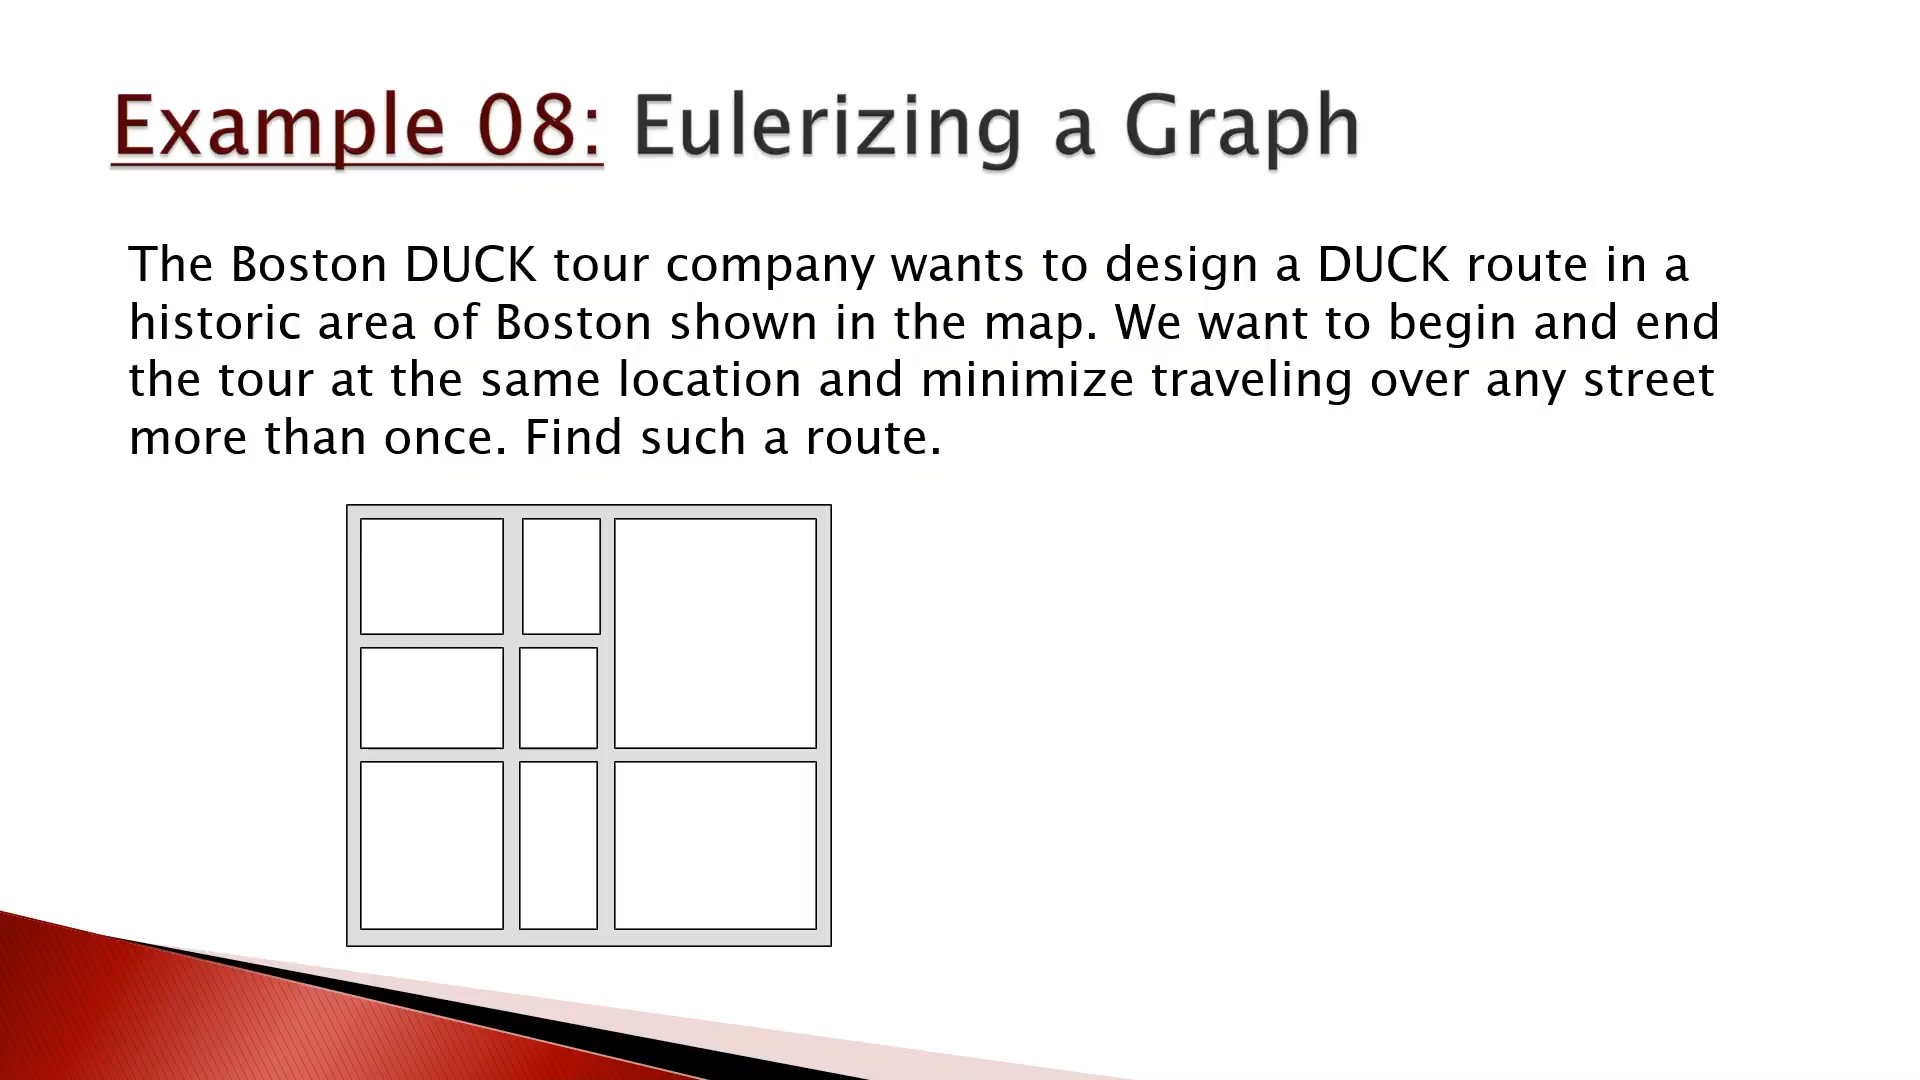 Example 08: Eulerizing a Graph
The Boston DUCK tour company wants to design a DUCK route in a
historic area of Boston shown in the map. We want to begin and end
the tour at the same location and minimize traveling over any street
more than once. Find such a route.